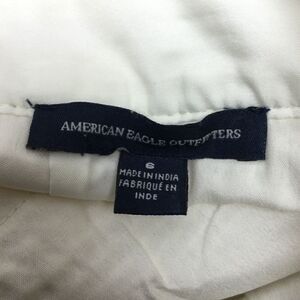 AMERICAN EAGLE OUTFITTERS
6
MADE IN INDIA
FABRIQUÉ EN
INDE